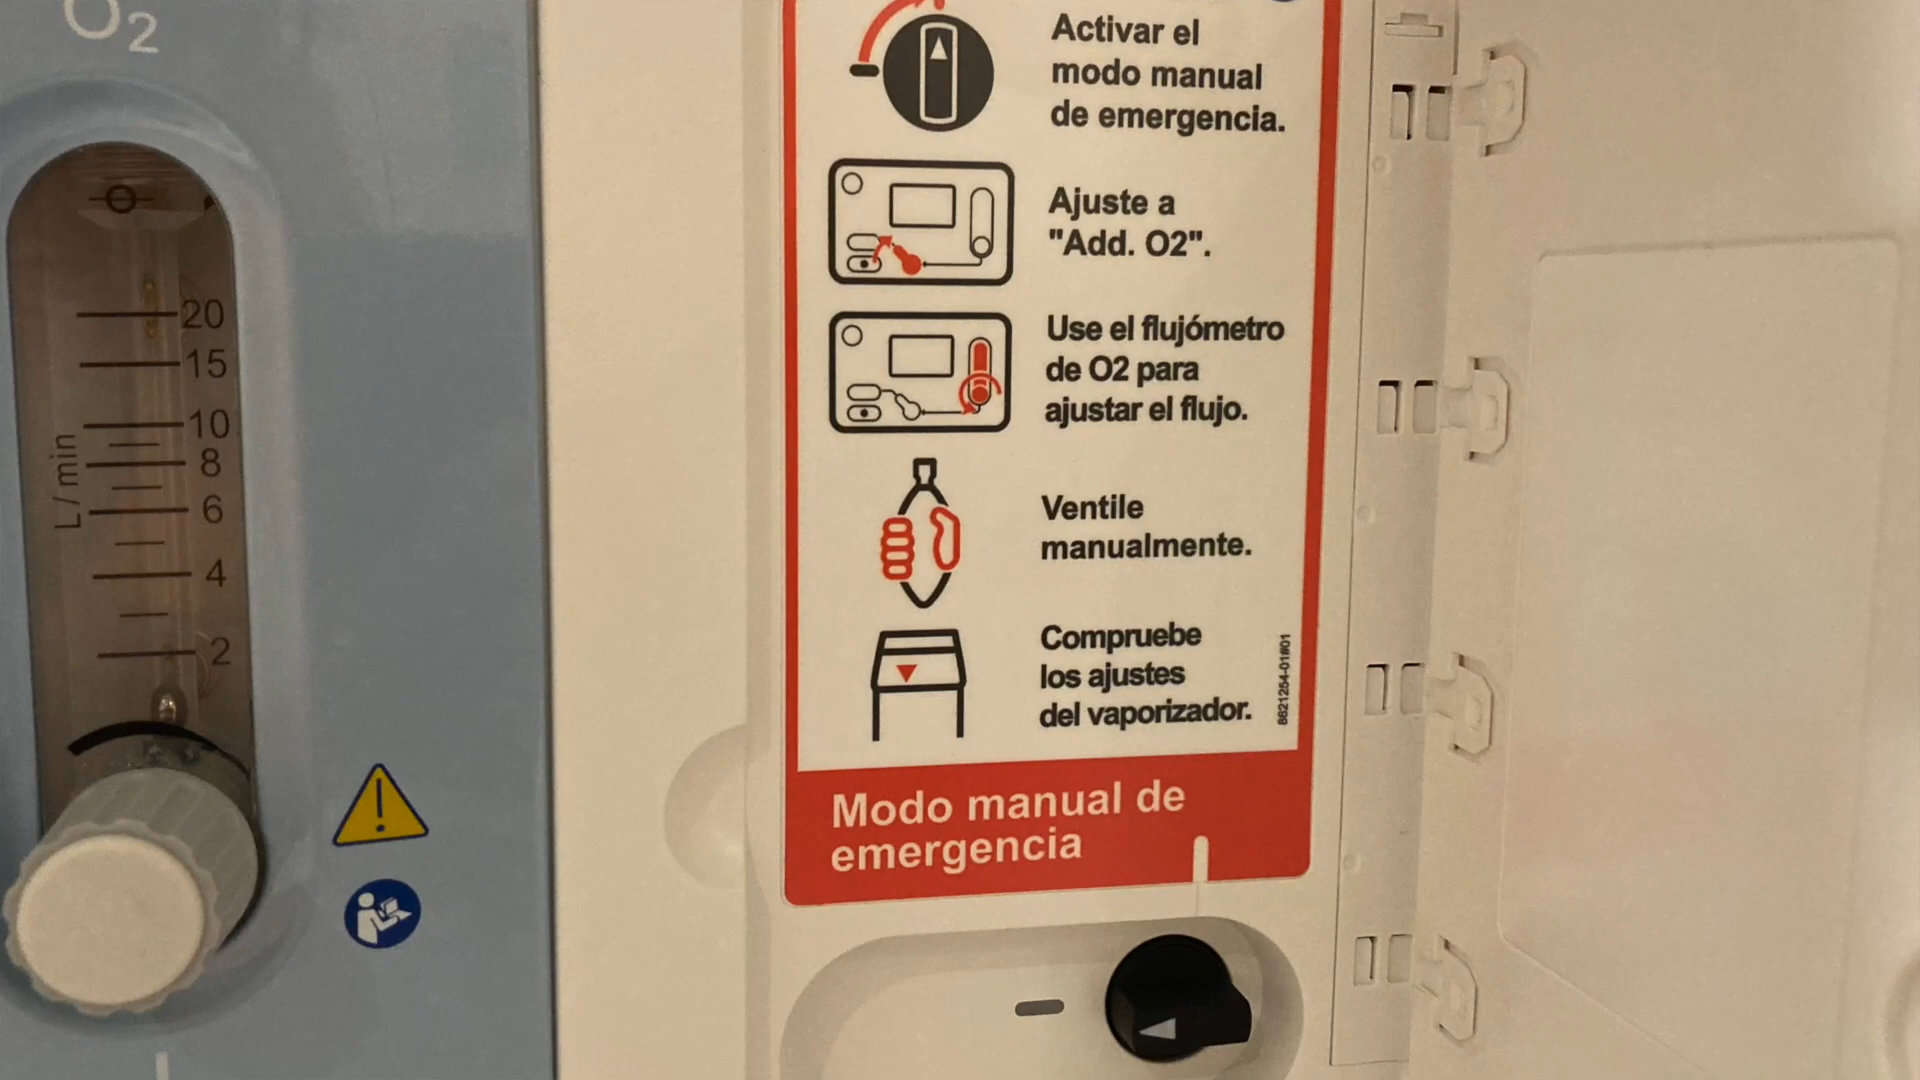 O2
20
15
10
8
6
4
2
L/min
Activar el
modo manual
de emergencia.
Ajuste a
"Add. O2".
Use el flujómetro
de O2 para
ajustar el flujo.
Ventile
manualmente.
Compruebe
los ajustes
del vaporizador.
8621254-01#01
Modo manual de
emergencia